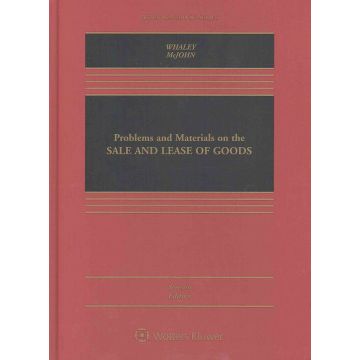 WHALEY
McJOHN
Problems and Materials on the
SALE AND LEASE OF GOODS
Edition
Wolters Kluwer